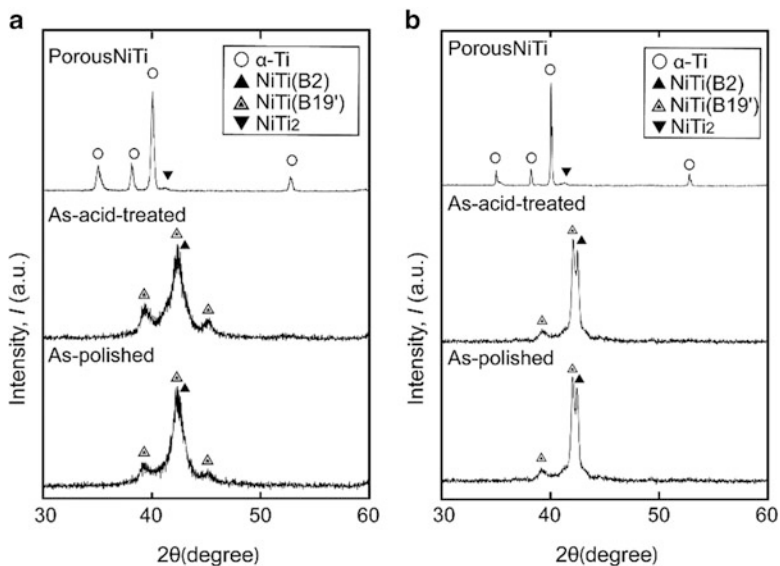 a
PorousNiTi
α-Ti
NiTi(B2)
NiTi(B19')
NiTi2
As-acid-treated
As-polished
Intensity, I (a.u.)
30 40 50 60
2θ(degree)
b
PorousNiTi
α-Ti
NiTi(B2)
NiTi(B19')
NiTi2
As-acid-treated
As-polished
Intensity, I (a.u.)
30 40 50 60
2θ(degree)